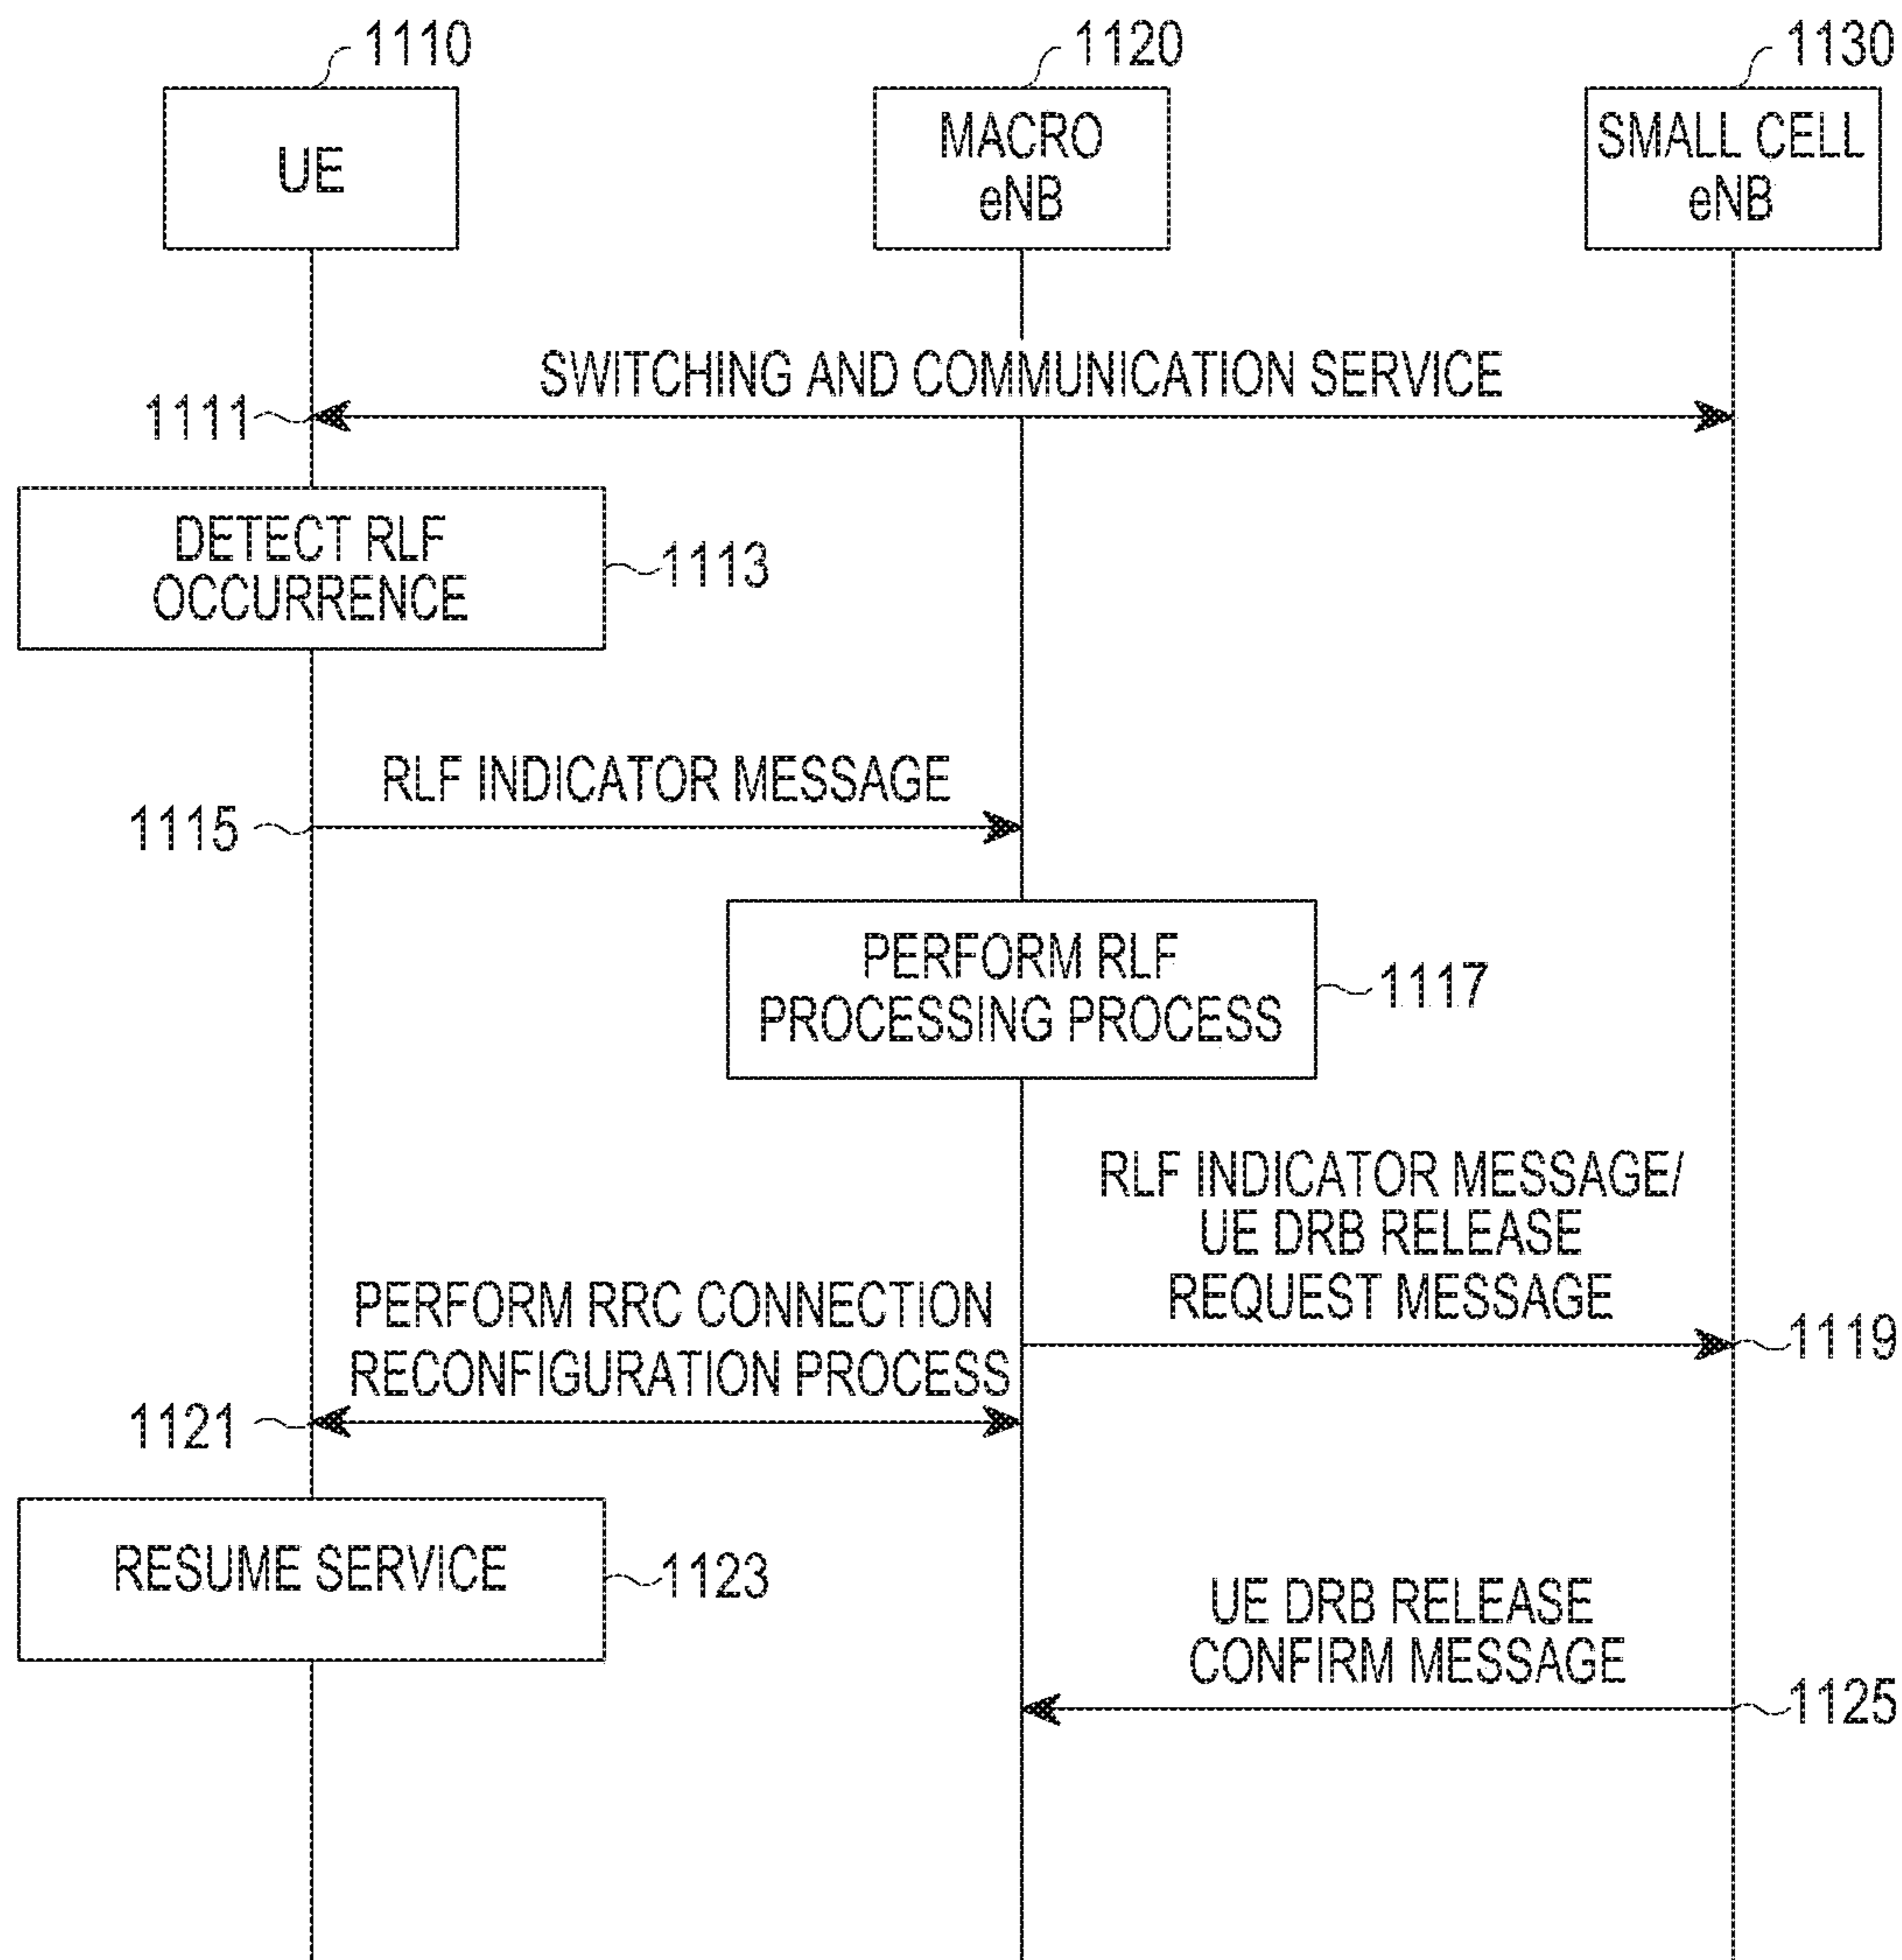 1110
1120
1130
UE
MACRO
eNB
SMALL CELL
eNB
SWITCHING AND COMMUNICATION SERVICE
1111
DETECT RLF
OCCURRENCE
1113
RLF INDICATOR MESSAGE
1115
PERFORM RLF
PROCESSING PROCESS
1117
RLF INDICATOR MESSAGE/
UE DRB RELEASE
REQUEST MESSAGE
1119
PERFORM RRC CONNECTION
RECONFIGURATION PROCESS
1121
RESUME SERVICE
1123
UE DRB RELEASE
CONFIRM MESSAGE
1125